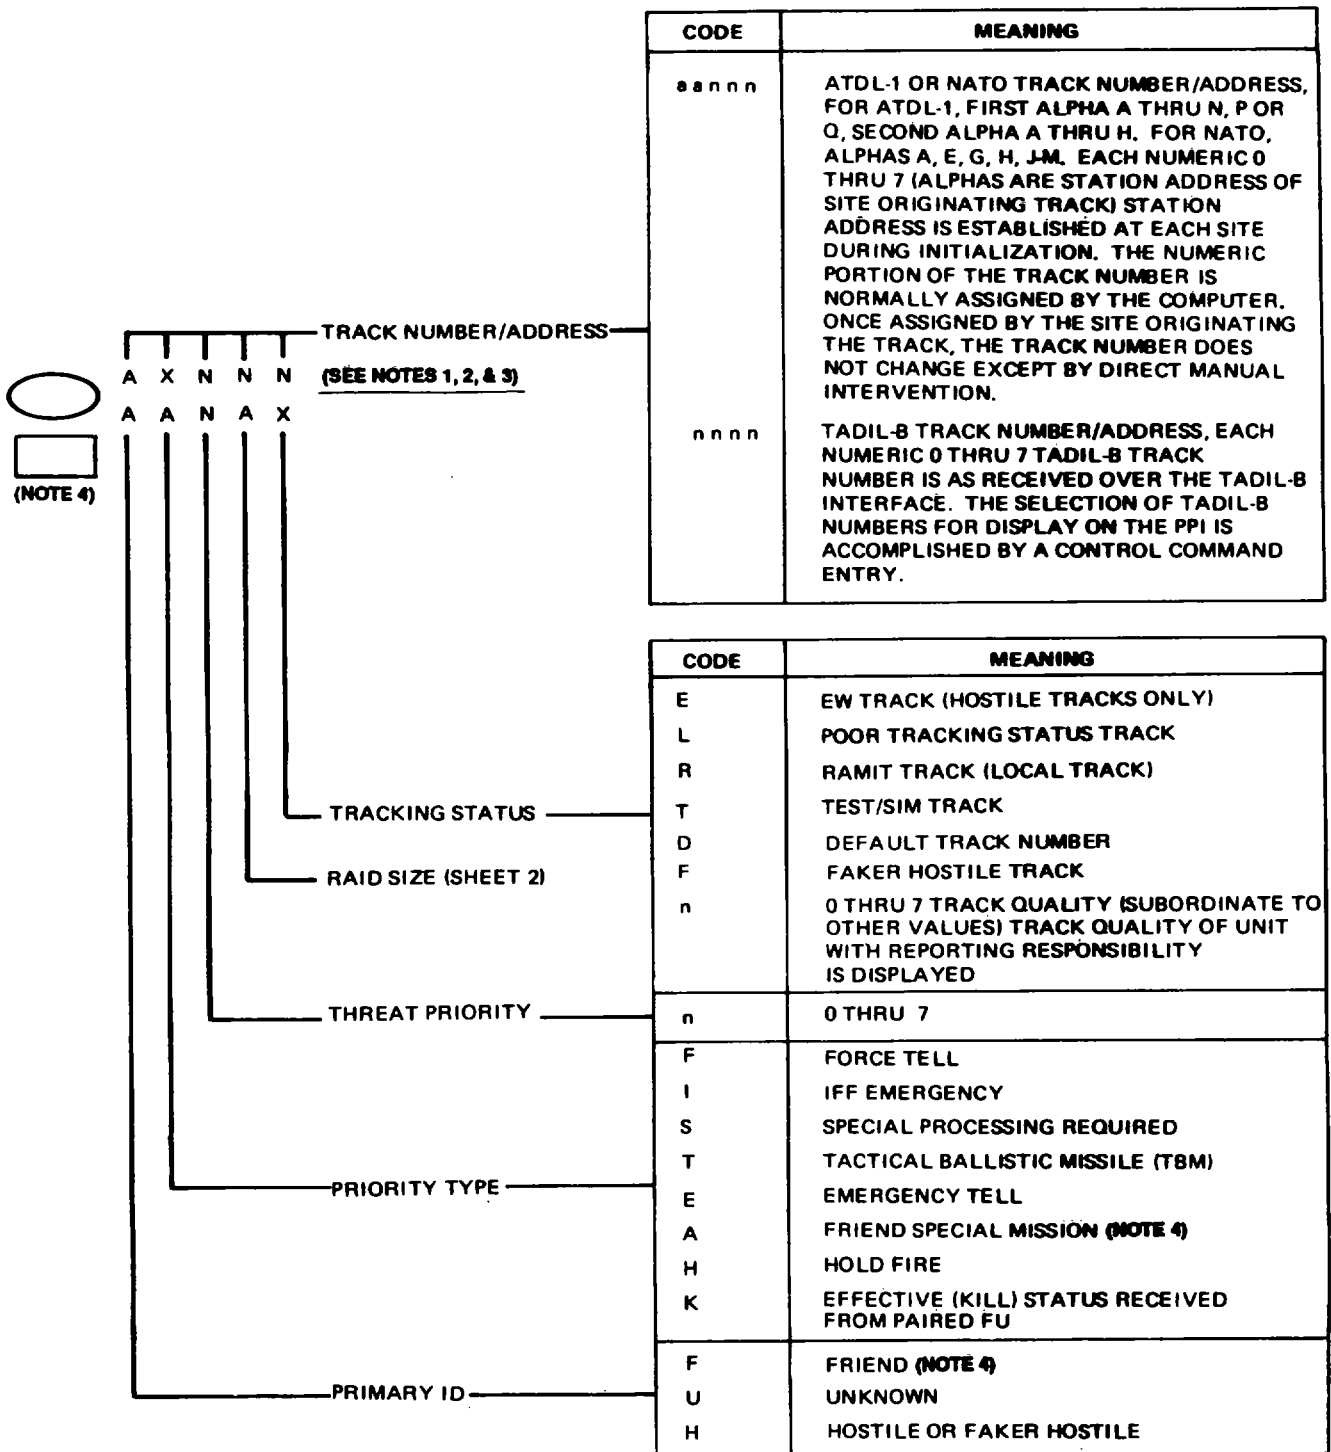 CODE MEANING
a a n n n ATDL-1 OR NATO TRACK NUMBER/ADDRESS,
FOR ATDL-1, FIRST ALPHA A THRU N, P OR
Q, SECOND ALPHA A THRU H. FOR NATO,
ALPHAS A, E, G, H, J-M. EACH NUMERIC 0
THRU 7 (ALPHAS ARE STATION ADDRESS OF
SITE ORIGINATING TRACK) STATION
ADDRESS IS ESTABLISHED AT EACH SITE
DURING INITIALIZATION. THE NUMERIC
PORTION OF THE TRACK NUMBER IS
NORMALLY ASSIGNED BY THE COMPUTER.
ONCE ASSIGNED BY THE SITE ORIGINATING
THE TRACK, THE TRACK NUMBER DOES
NOT CHANGE EXCEPT BY DIRECT MANUAL
INTERVENTION.
n n n n TADIL-B TRACK NUMBER/ADDRESS, EACH
NUMERIC 0 THRU 7 TADIL-B TRACK
NUMBER IS AS RECEIVED OVER THE TADIL-B
INTERFACE. THE SELECTION OF TADIL-B
NUMBERS FOR DISPLAY ON THE PPI IS
ACCOMPLISHED BY A CONTROL COMMAND
ENTRY.
TRACK NUMBER/ADDRESS
A X N N N (SEE NOTES 1, 2, & 3)
A A N A X
(NOTE 4)
CODE MEANING
E EW TRACK (HOSTILE TRACKS ONLY)
L POOR TRACKING STATUS TRACK
R RAMIT TRACK (LOCAL TRACK)
TRACKING STATUS T TEST/SIM TRACK
D DEFAULT TRACK NUMBER
RAID SIZE (SHEET 2) F FAKER HOSTILE TRACK
n 0 THRU 7 TRACK QUALITY (SUBORDINATE TO
OTHER VALUES) TRACK QUALITY OF UNIT
WITH REPORTING RESPONSIBILITY
IS DISPLAYED
THREAT PRIORITY n 0 THRU 7
F FORCE TELL
I IFF EMERGENCY
S SPECIAL PROCESSING REQUIRED
T TACTICAL BALLISTIC MISSILE (TBM)
PRIORITY TYPE E EMERGENCY TELL
A FRIEND SPECIAL MISSION (NOTE 4)
H HOLD FIRE
K EFFECTIVE (KILL) STATUS RECEIVED
FROM PAIRED FU
F FRIEND (NOTE 4)
PRIMARY ID U UNKNOWN
H HOSTILE OR FAKER HOSTILE